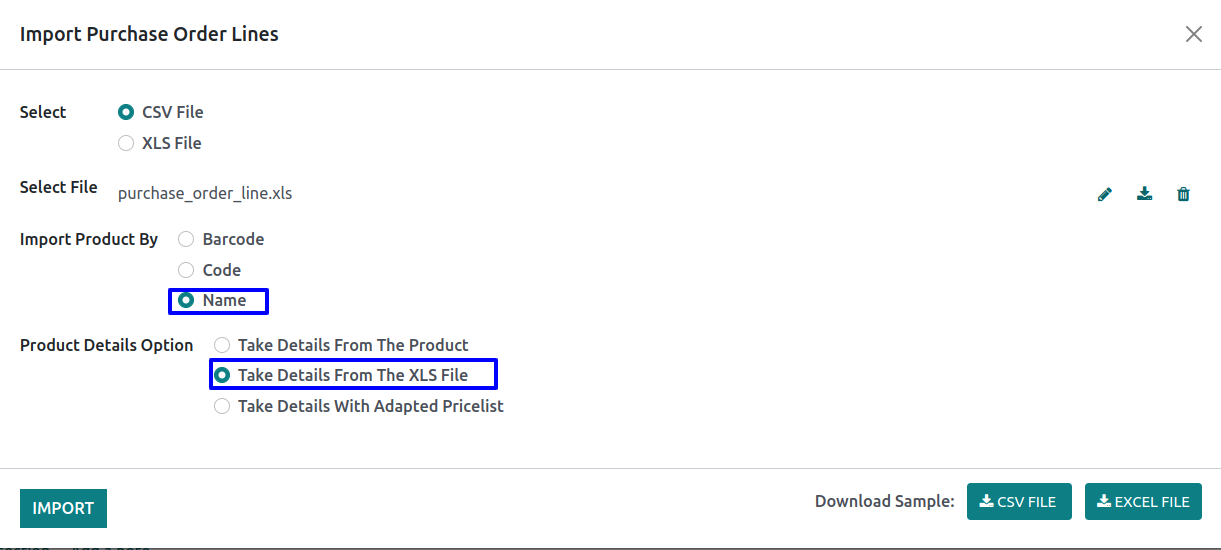 Import Purchase Order Lines
Select
CSV File
XLS File
Select File
purchase_order_line.xls
Import Product By
Barcode
Code
Name
Product Details Option
Take Details From The Product
Take Details From The XLS File
Take Details With Adapted Pricelist
IMPORT
Download Sample:
CSV FILE
EXCEL FILE